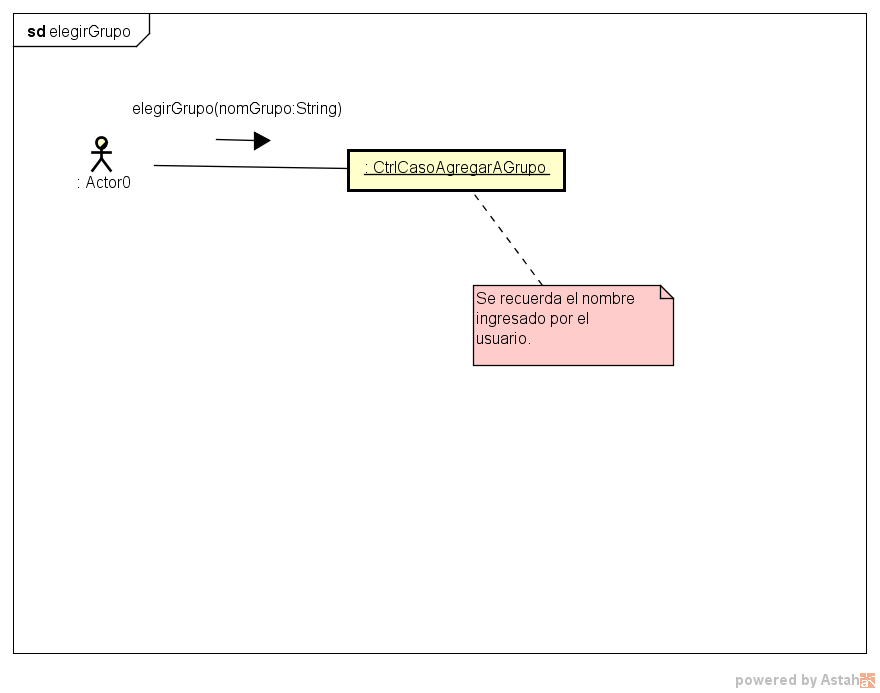 sd elegirGrupo
elegirGrupo(nomGrupo:String)
: CtrlCasoAgregarAGrupo
: Actor0
Se recuerda el nombre
ingresado por el
usuario.
powered by Astah